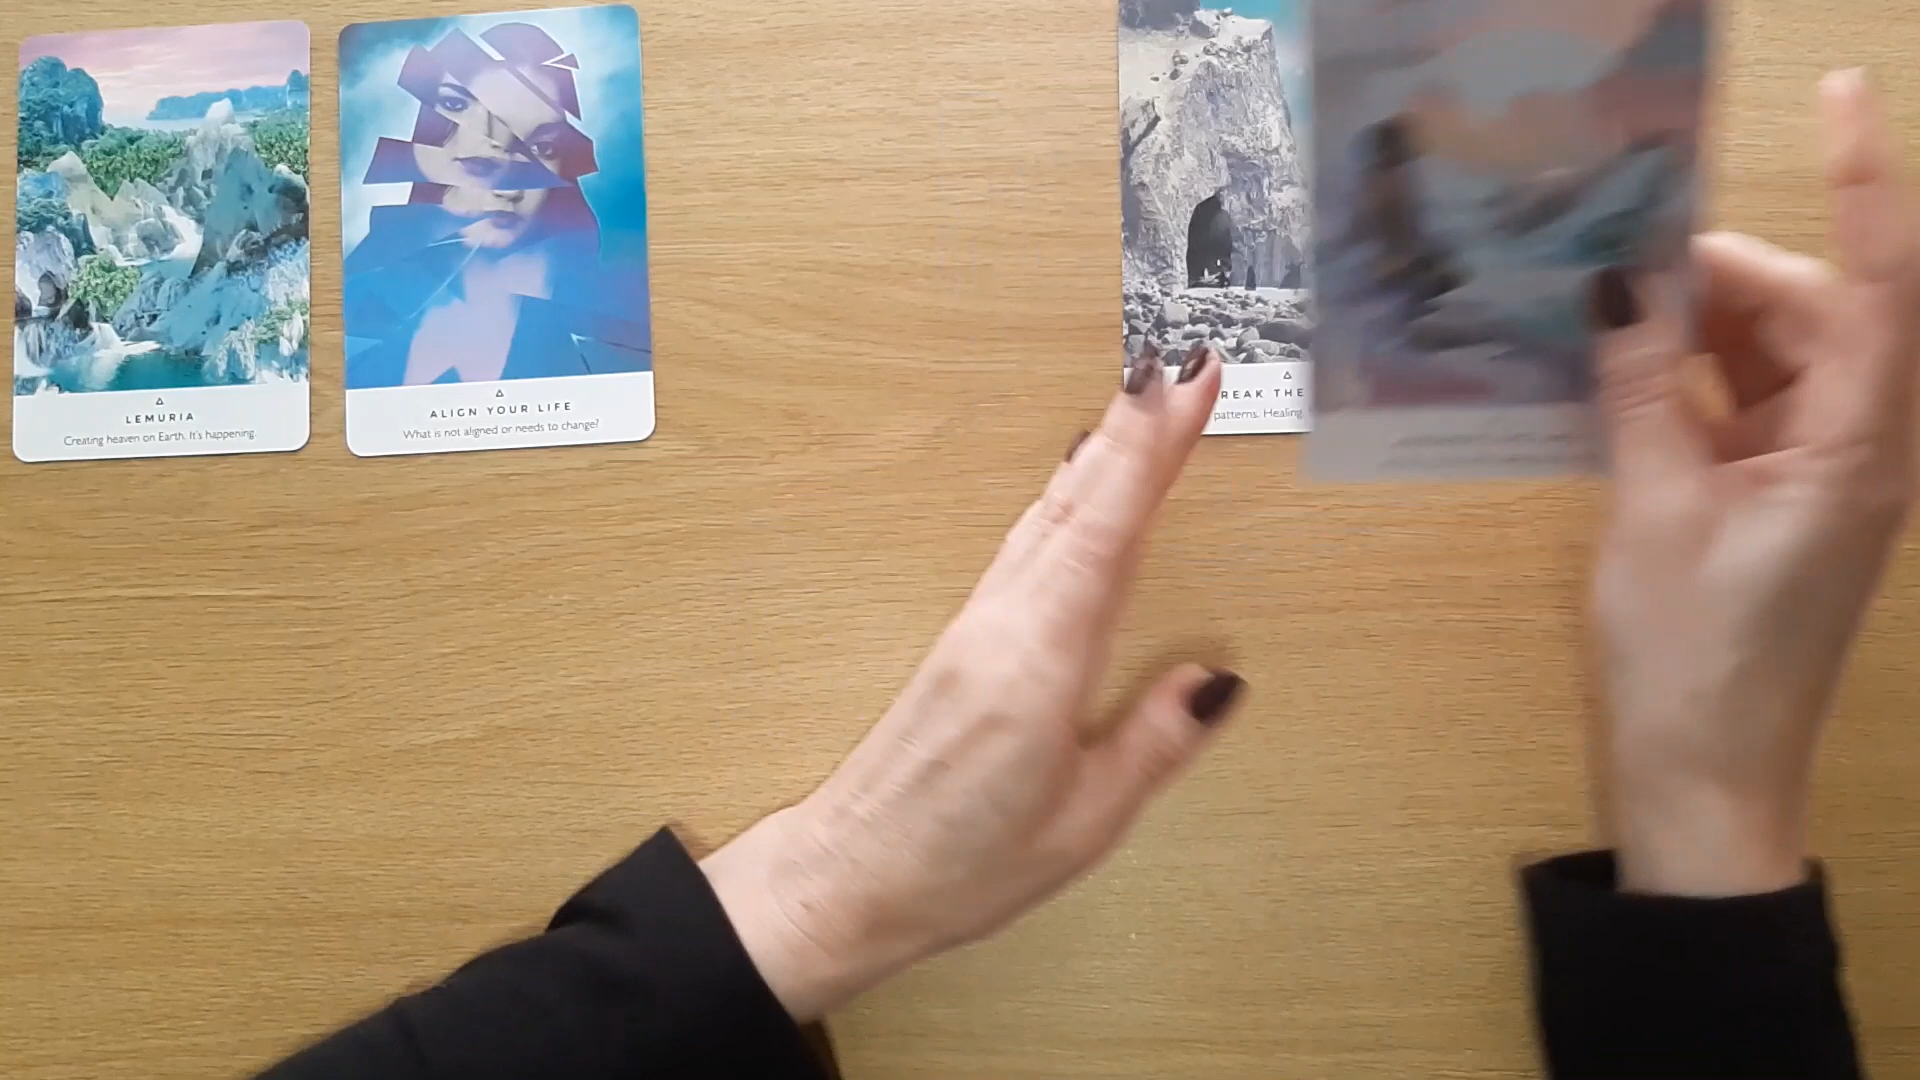 LEMURIA
Creating heaven on Earth. It's happening.
ALIGN YOUR LIFE
What is not aligned or needs to change?
REAK THE
patterns. Healing